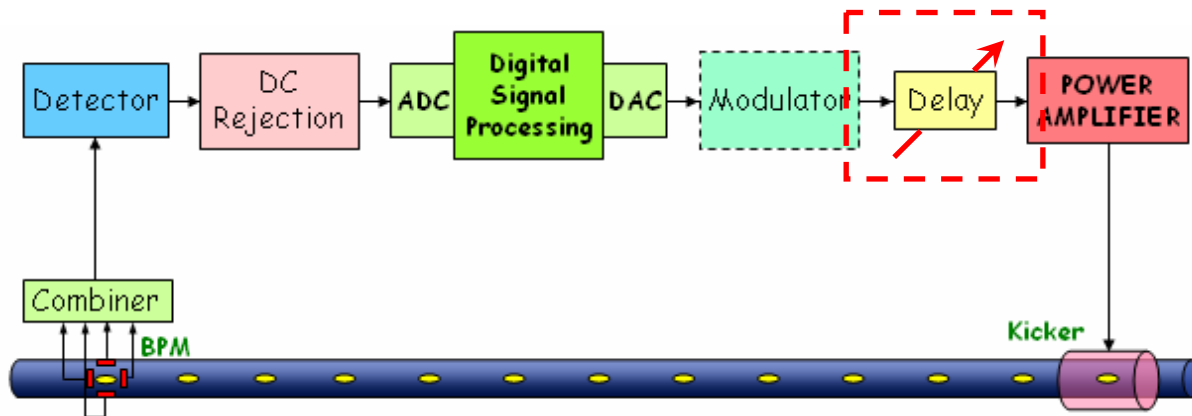 Detector
DC
Rejection
ADC
Digital
Signal
Processing
DAC
Modulator
Delay
POWER
AMPLIFIER
Combiner
BPM
Kicker